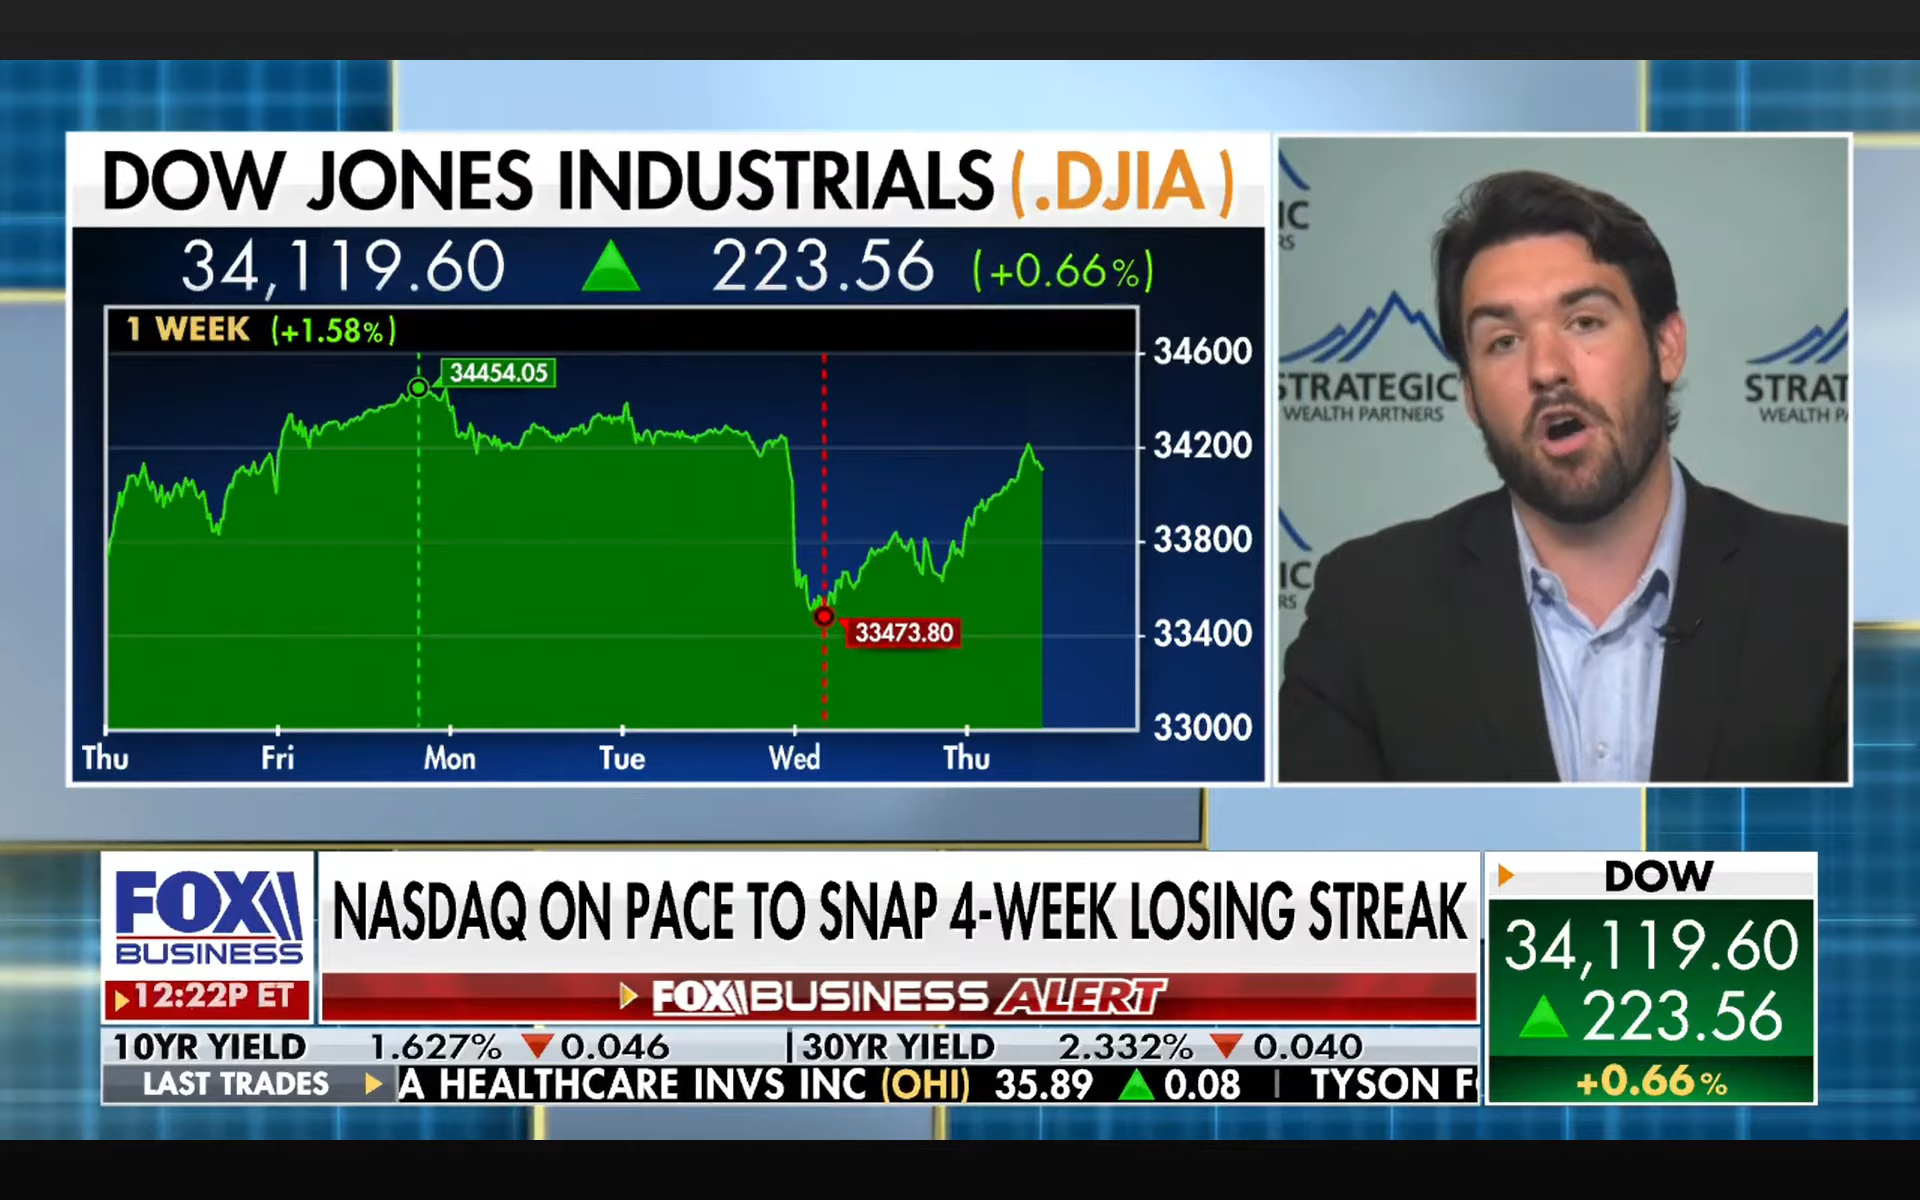 DOW JONES INDUSTRIALS (.DJIA)
34,119.60 ▲ 223.56 (+0.66%)
1 WEEK (+1.58%)
34454.05
33473.80
34600
34200
33800
33400
33000
Thu Fri Mon Tue Wed Thu
STRATEGIC
WEALTH PARTNERS
STRAT
WEALTH P
IC
RS
IC
RS
FOX
BUSINESS
12:22P ET
NASDAQ ON PACE TO SNAP 4-WEEK LOSING STREAK
FOX BUSINESS ALERT
10YR YIELD 1.627% ▼ 0.046 | 30YR YIELD 2.332% ▼ 0.040
LAST TRADES A HEALTHCARE INVS INC (OHI) 35.89 ▲ 0.08 | TYSON F
DOW
34,119.60
▲ 223.56
+0.66%